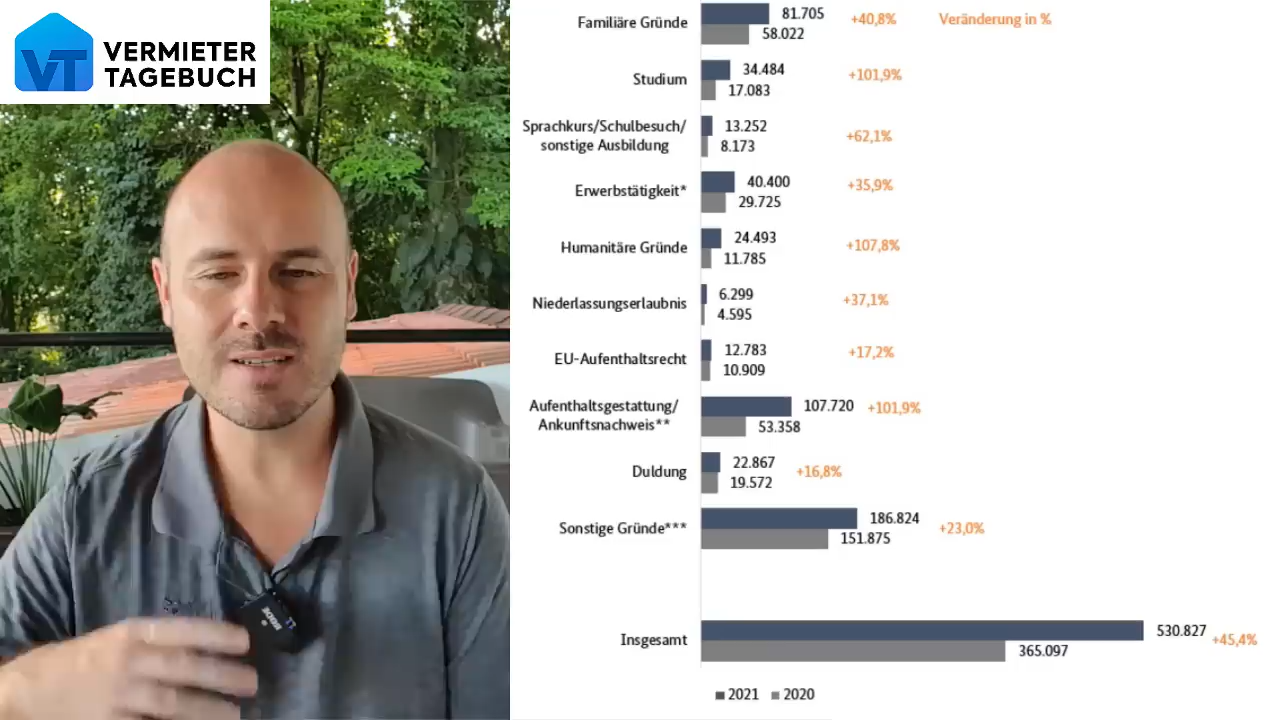 VERMIETER
TAGEBUCH
VT
Familiäre Gründe
81.705
58.022
+40,8%
Veränderung in %
Studium
34.484
17.083
+101,9%
Sprachkurs/Schulbesuch/
sonstige Ausbildung
13.252
8.173
+62,1%
Erwerbstätigkeit*
40.400
29.725
+35,9%
Humanitäre Gründe
24.493
11.785
+107,8%
Niederlassungserlaubnis
6.299
4.595
+37,1%
EU-Aufenthaltsrecht
12.783
10.909
+17,2%
Aufenthaltsgestattung/
Ankunftsnachweis**
107.720
53.358
+101,9%
Duldung
22.867
19.572
+16,8%
Sonstige Gründe***
186.824
151.875
+23,0%
Insgesamt
530.827
365.097
+45,4%
2021 2020
RODE